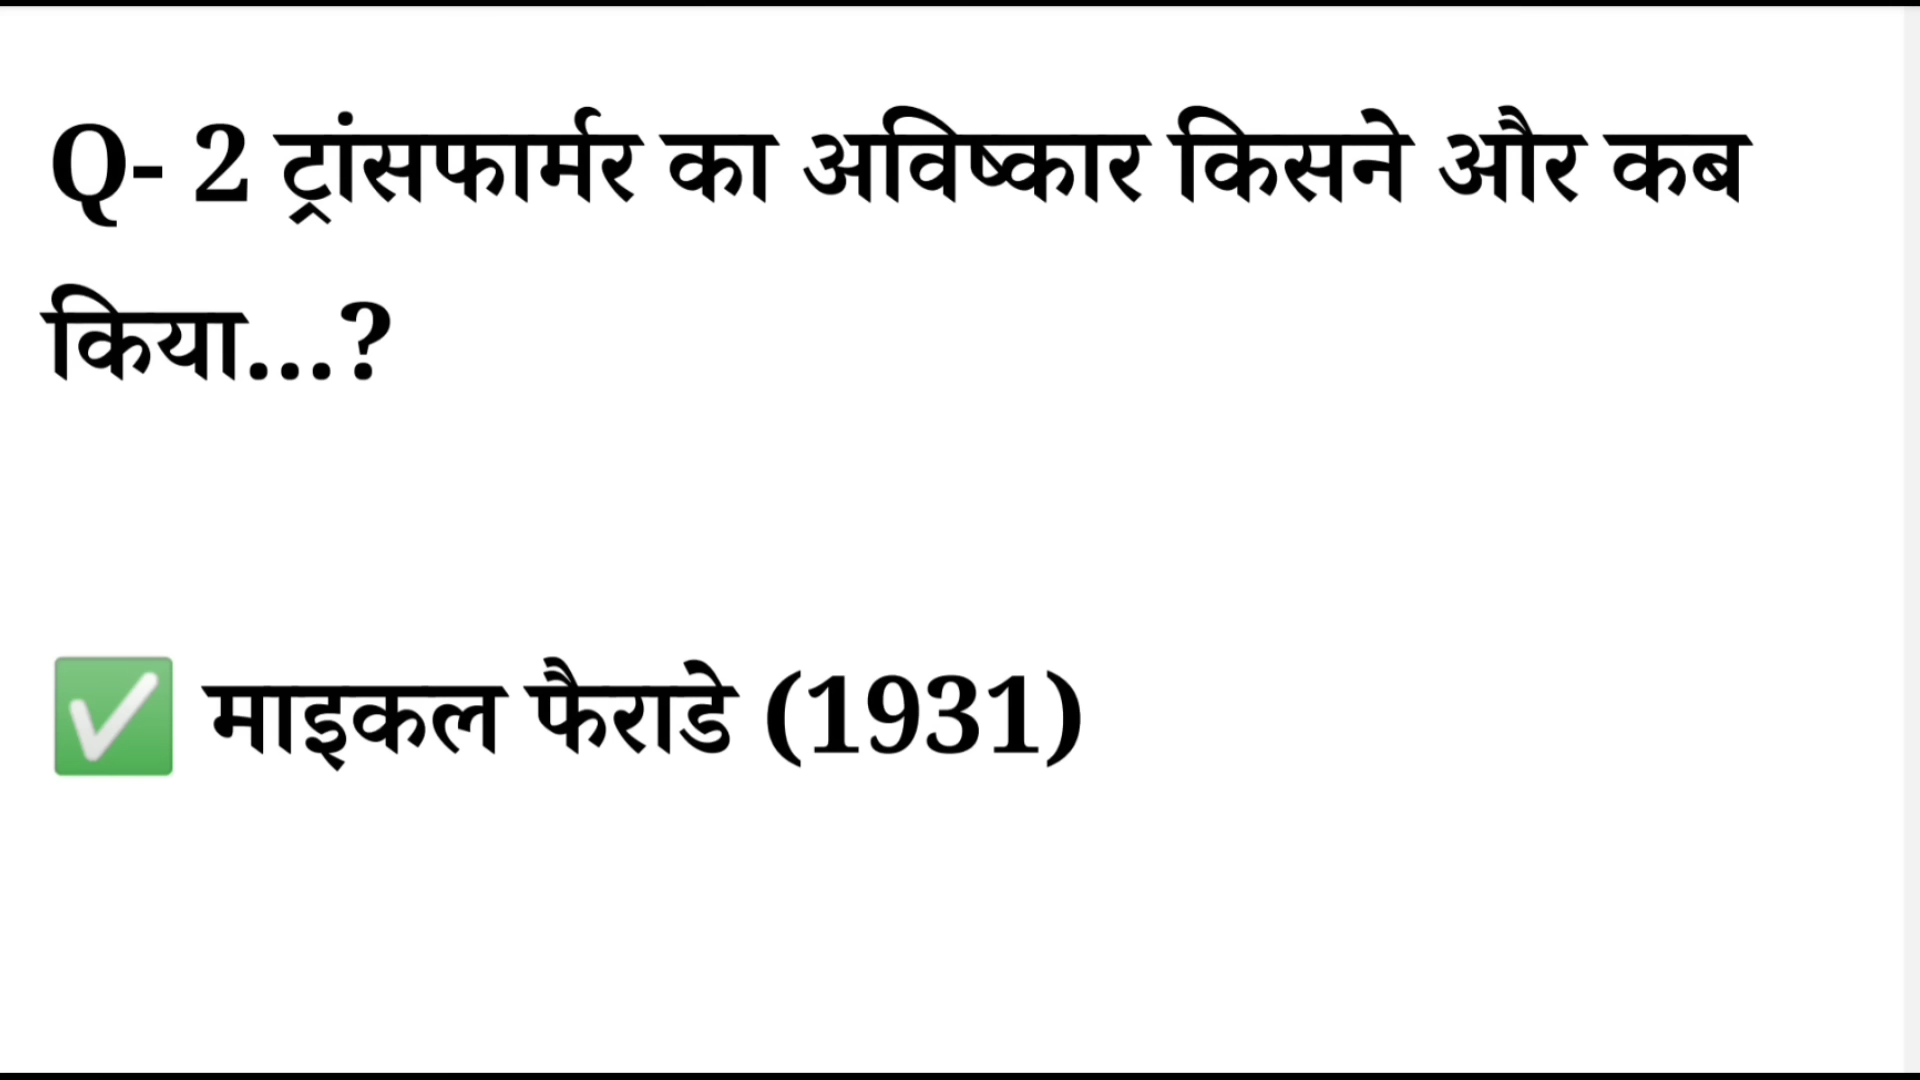 Q- 2 ट्रांसफार्मर का अविष्कार किसने और कब
किया...?
✅ माइकल फैराडे (1931)